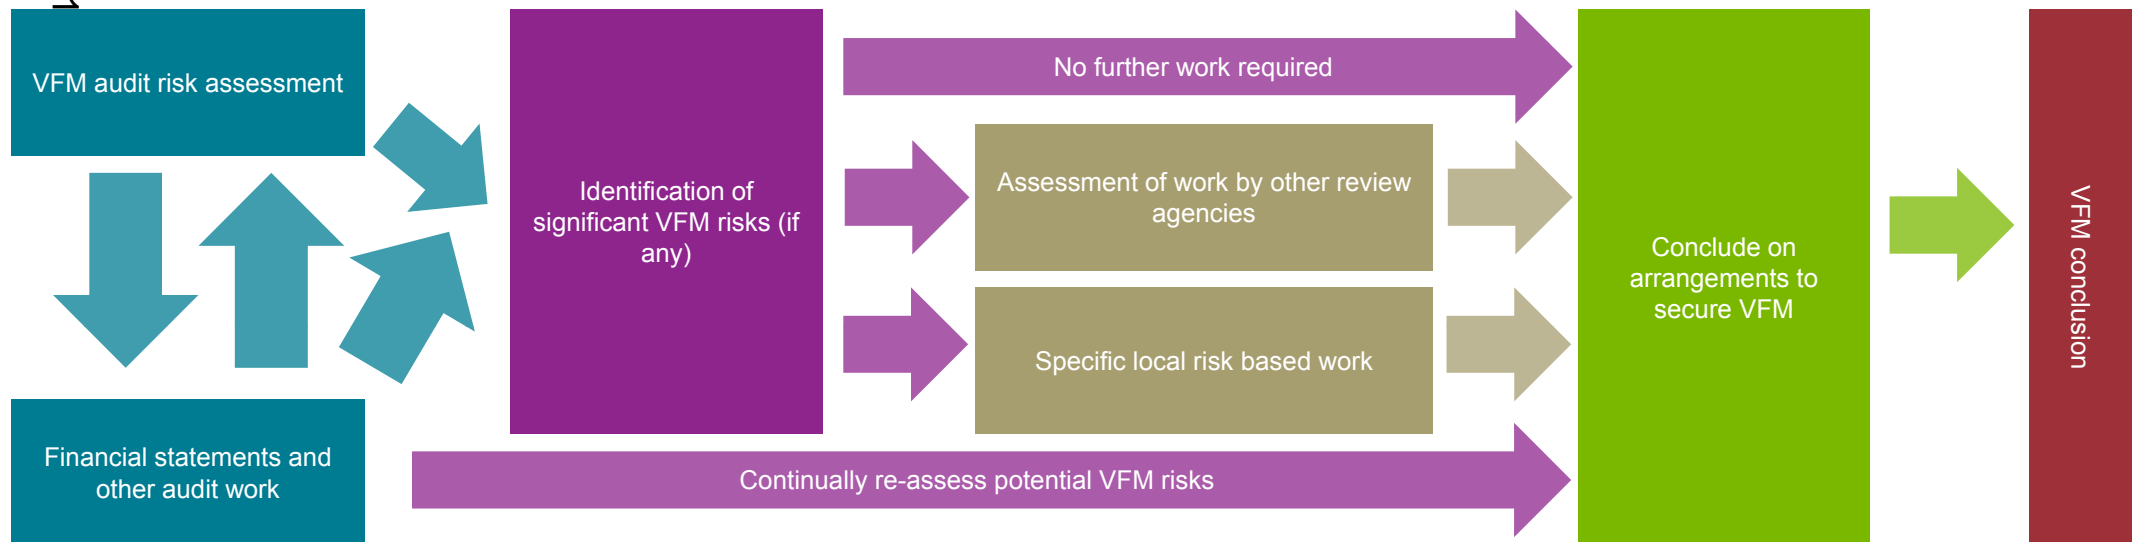 VFM audit risk assessment
Financial statements and
other audit work
Identification of
significant VFM risks (if
any)
No further work required
Assessment of work by other review
agencies
Specific local risk based work
Continually re-assess potential VFM risks
Conclude on
arrangements to
secure VFM
VFM conclusion